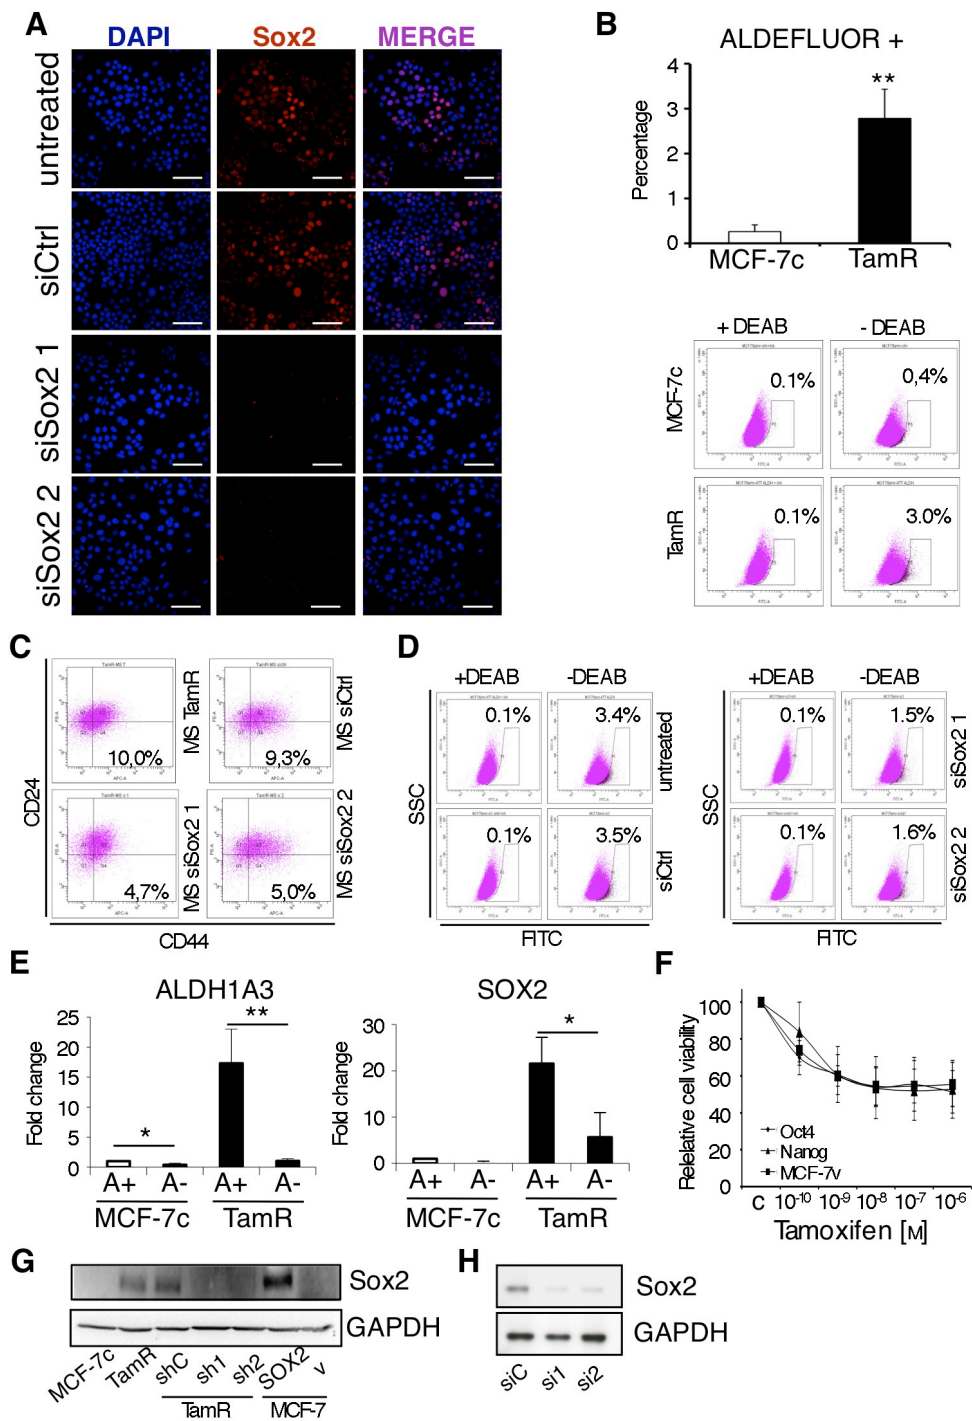 A
DAPI Sox2 MERGE
untreated
siCtrl
siSox2 1
siSox2 2
B
ALDEFLUOR +
Percentage
4
3
2
1
0
**
MCF-7c TamR
+ DEAB - DEAB
MCF-7c
0.1% 0,4%
TamR
0.1% 3.0%
FITC-A FITC-A
C
CD24
10,0%
MS TamR
9,3%
MS siCtrl
4,7%
MS siSox2 1
5,0%
MS siSox2 2
APC-A APC-A
CD44
D
+DEAB -DEAB +DEAB -DEAB
SSC
0.1% 3.4%
untreated
0.1% 3.5%
siCtrl
FITC
SSC
0.1% 1.5%
siSox2 1
0.1% 1.6%
siSox2 2
FITC
E
ALDH1A3
Fold change
25
20
15
10
5
0
*
**
A+ A- A+ A-
MCF-7c TamR
SOX2
Fold change
30
20
10
0
*
A+ A- A+ A-
MCF-7c TamR
F
Relelative cell viability
100
80
60
40
20
0
Oct4
Nanog
MCF-7v
c 10-10 10-9 10-8 10-7 10-6
Tamoxifen [M]
G
Sox2
GAPDH
MCF-7c TamR shC sh1 sh2 SOX2 v
TamR MCF-7
H
Sox2
GAPDH
siC si1 si2